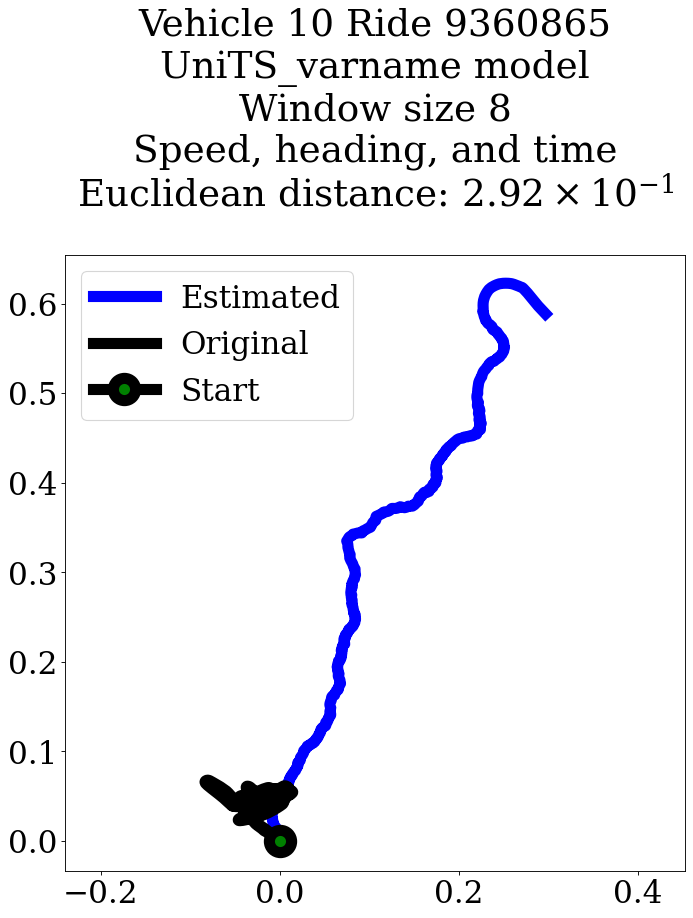 Vehicle 10 Ride 9360865
UniTS_varname model
Window size 8
Speed, heading, and time
Euclidean distance: 2.92 × 10⁻¹
Estimated
Original
Start
0.6
0.5
0.4
0.3
0.2
0.1
0.0
−0.2 0.0 0.2 0.4